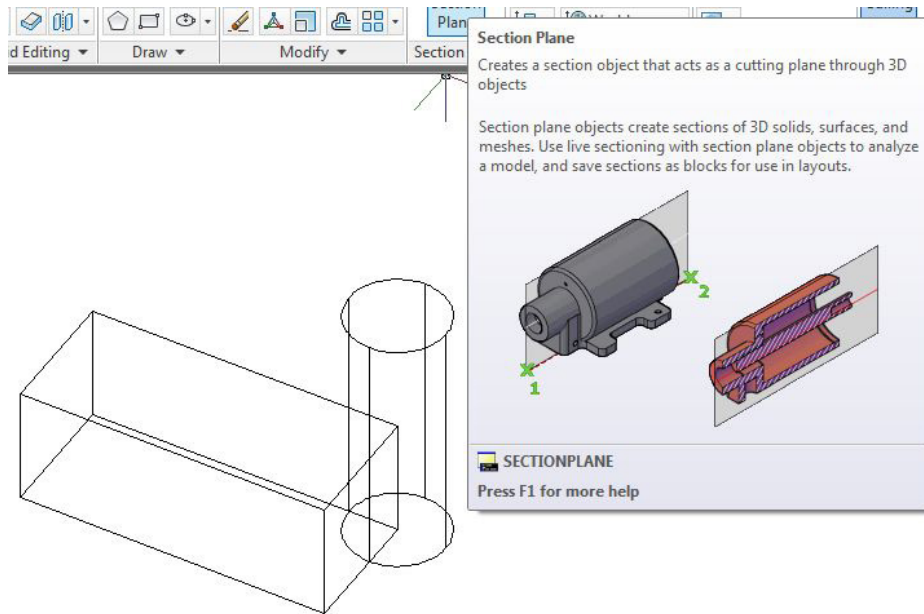 Section
Plane
d Editing
Draw
Modify
Section
Section Plane
Creates a section object that acts as a cutting plane through 3D
objects
Section plane objects create sections of 3D solids, surfaces, and
meshes. Use live sectioning with section plane objects to analyze
a model, and save sections as blocks for use in layouts.
X
2
X
1
SECTIONPLANE
Press F1 for more help